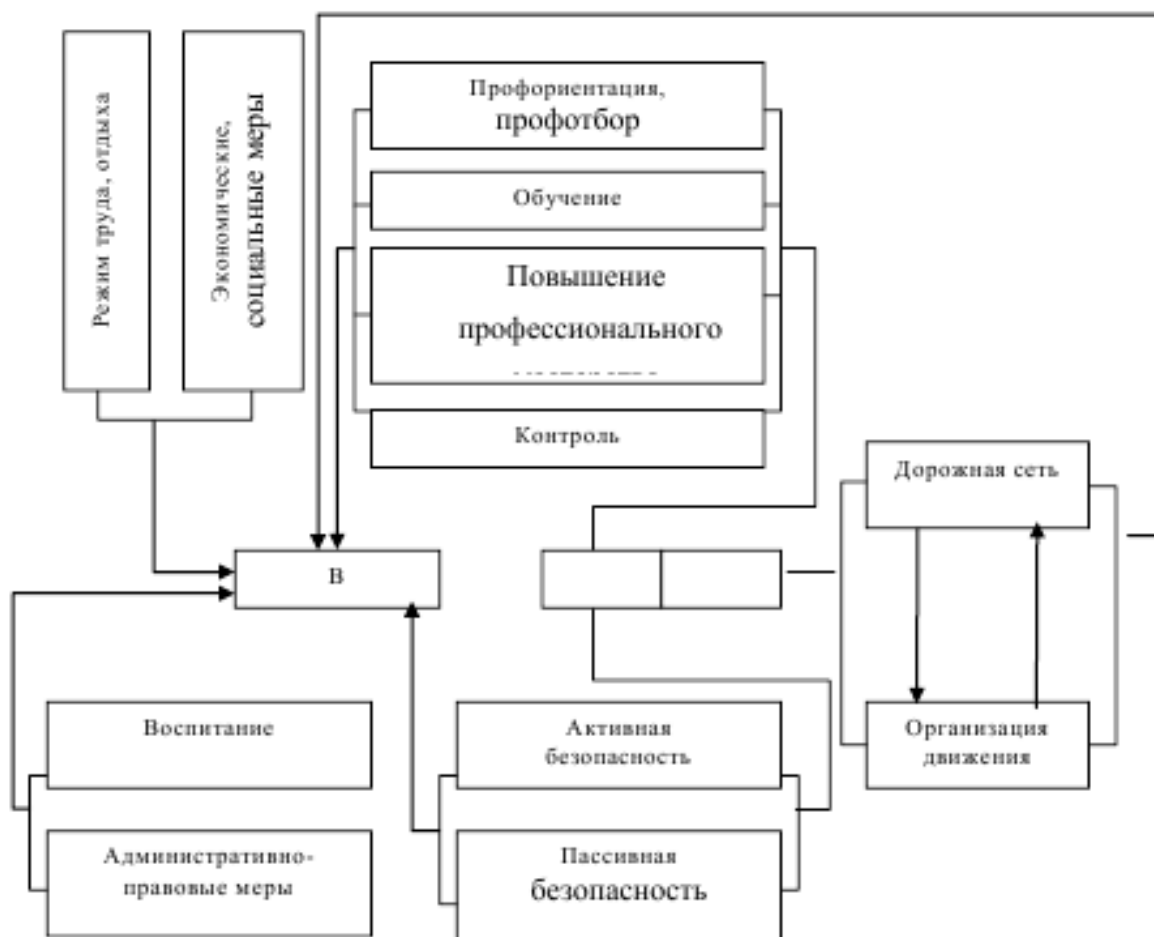 Режим труда, отдыха
Экономические,
социальные меры
Профориентация,
профотбор
Обучение
Повышение
профессионального
Контроль
Дорожная сеть
В
Воспитание
Активная
безопасность
Организация
движения
Административно-
правовые меры
Пассивная
безопасность